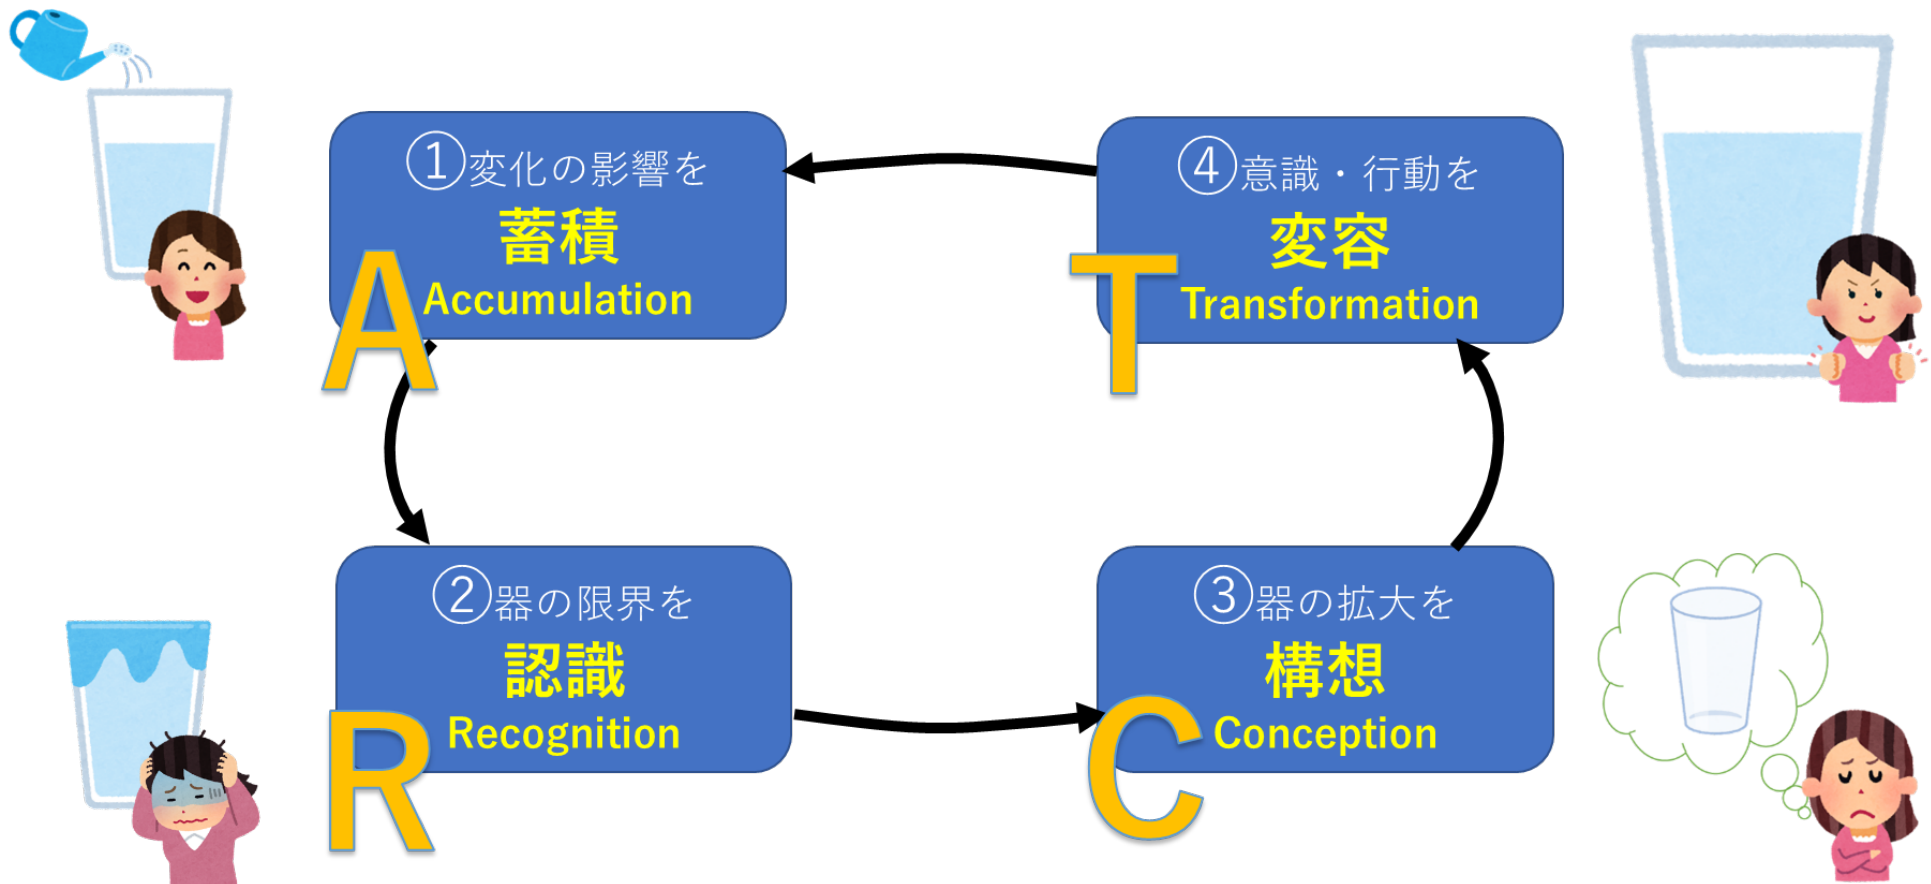 ①変化の影響を
蓄積
Accumulation
A
②器の限界を
認識
Recognition
R
③器の拡大を
構想
Conception
C
④意識・行動を
変容
Transformation
T